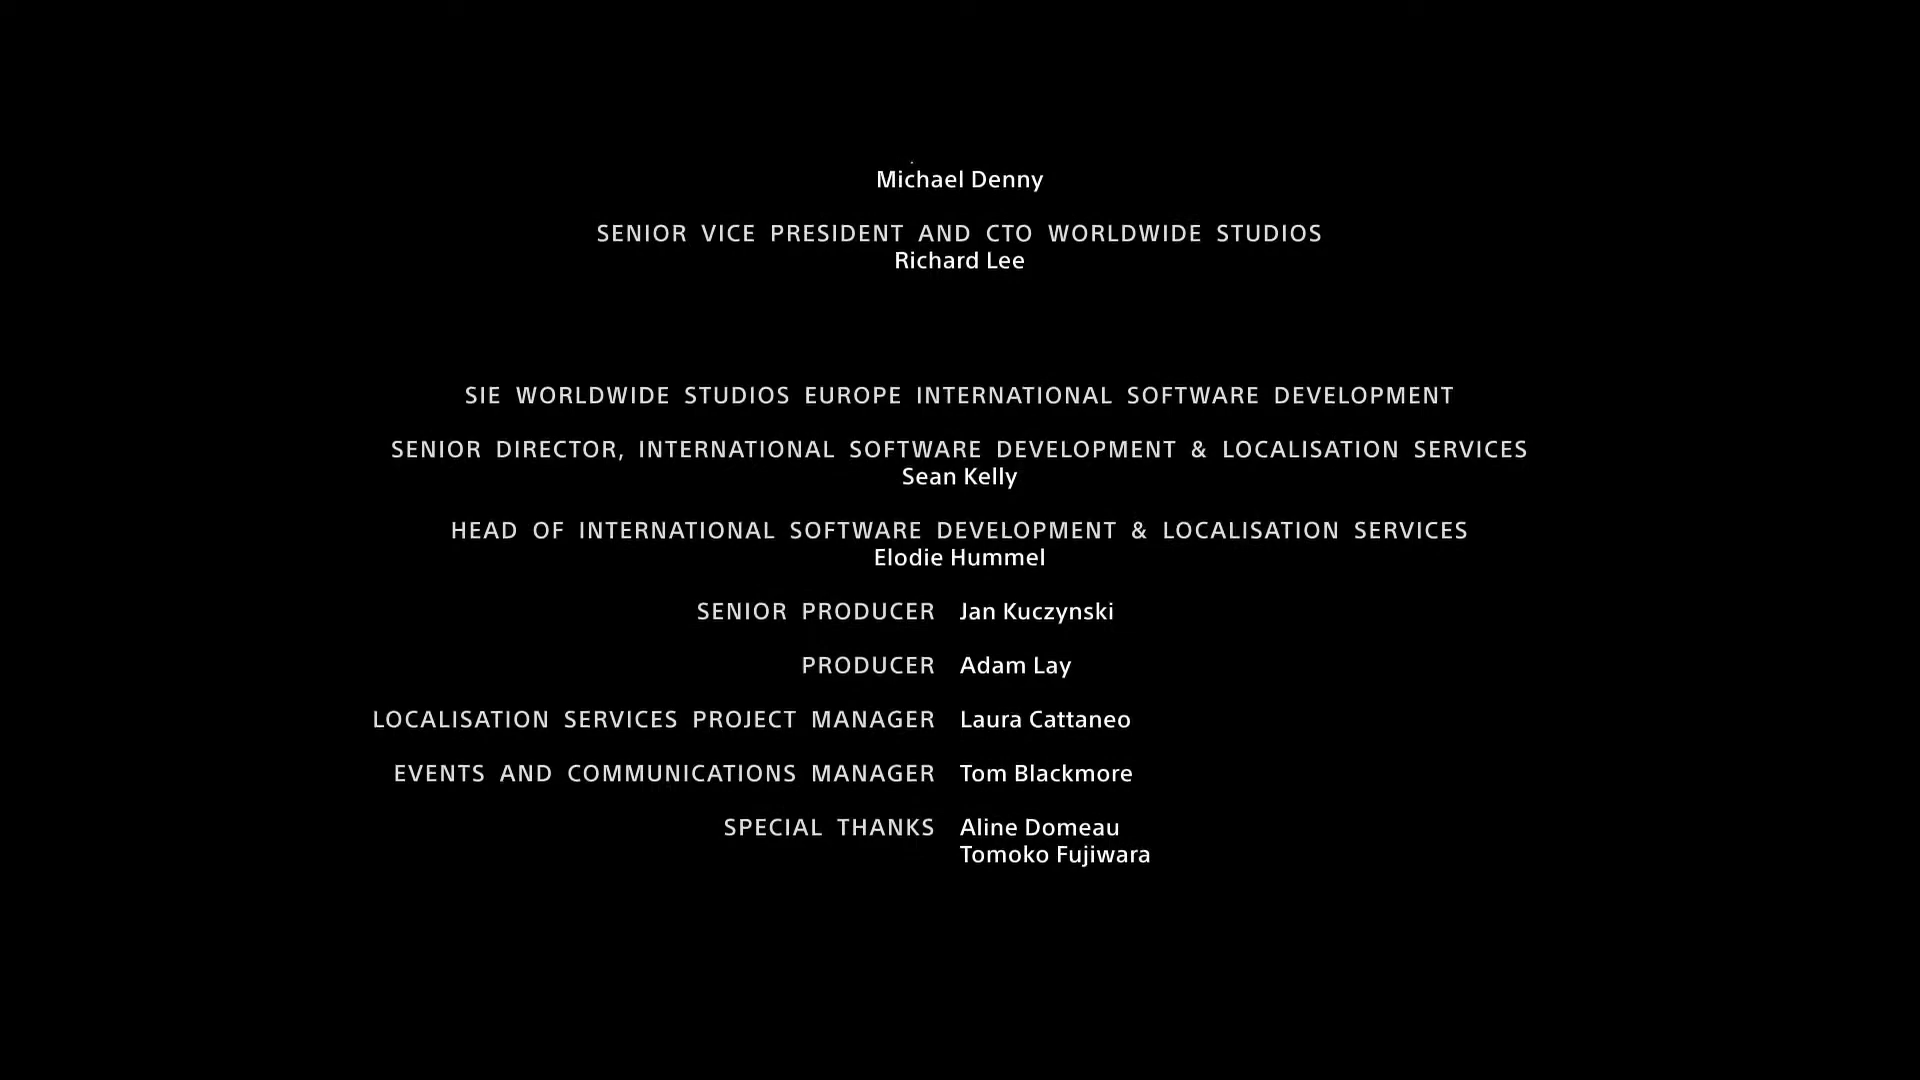 Michael Denny
SENIOR VICE PRESIDENT AND CTO WORLDWIDE STUDIOS
Richard Lee
SIE WORLDWIDE STUDIOS EUROPE INTERNATIONAL SOFTWARE DEVELOPMENT
SENIOR DIRECTOR, INTERNATIONAL SOFTWARE DEVELOPMENT & LOCALISATION SERVICES
Sean Kelly
HEAD OF INTERNATIONAL SOFTWARE DEVELOPMENT & LOCALISATION SERVICES
Elodie Hummel
SENIOR PRODUCER Jan Kuczynski
PRODUCER Adam Lay
LOCALISATION SERVICES PROJECT MANAGER Laura Cattaneo
EVENTS AND COMMUNICATIONS MANAGER Tom Blackmore
SPECIAL THANKS Aline Domeau
Tomoko Fujiwara